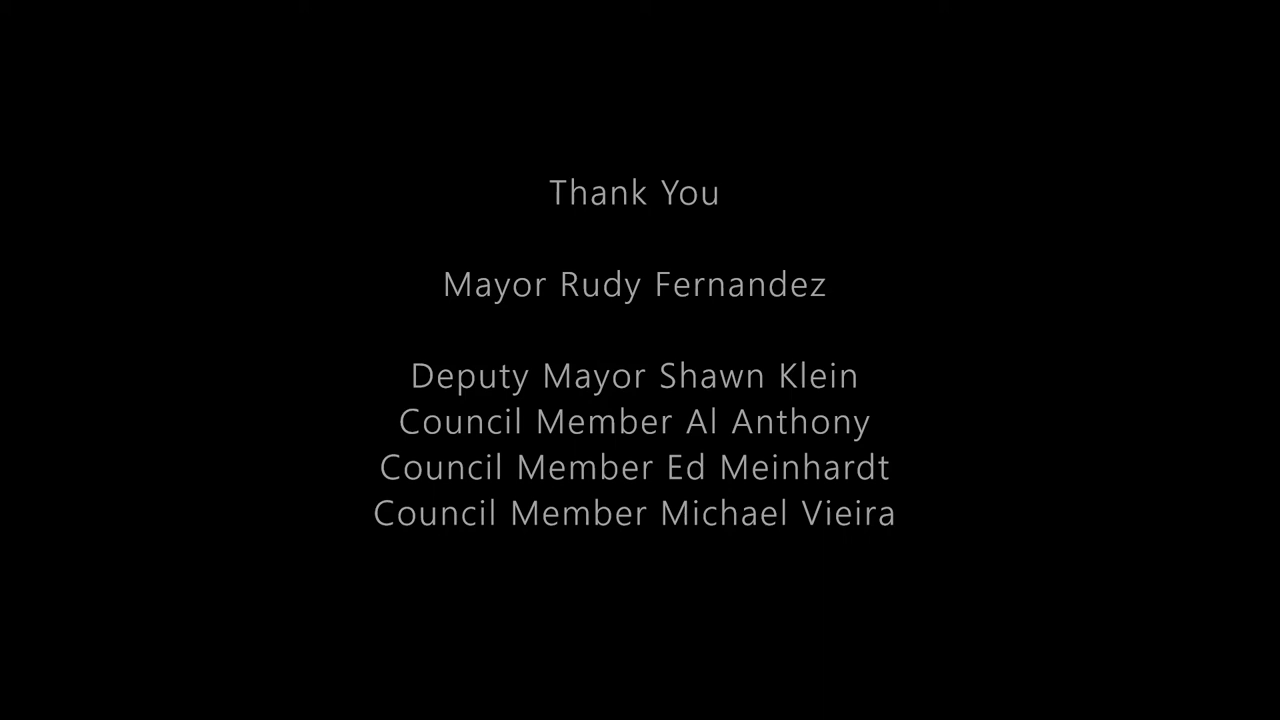 Thank You
Mayor Rudy Fernandez
Deputy Mayor Shawn Klein
Council Member Al Anthony
Council Member Ed Meinhardt
Council Member Michael Vieira